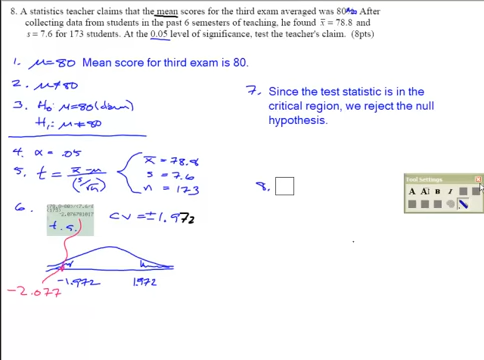 8. A statistics teacher claims that the mean scores for the third exam averaged was 80. After
collecting data from students in the past 6 semesters of teaching, he found x̄ = 78.8 and
s = 7.6 for 173 students. At the 0.05 level of significance, test the teacher's claim. (8pts)
1. μ=80 Mean score for third exam is 80.
2. μ≠80
3. H₀: μ=80 (claim)
H₁: μ≠80
4. α = .05
5. t = (x̄-μ)/(s/√n)
x̄ = 78.8
s = 7.6
n = 173
6.
t.s.
CV = ±1.972
-1.972 1.972
-2.077
7. Since the test statistic is in the
critical region, we reject the null
hypothesis.
8.
Tool Settings
A A B I